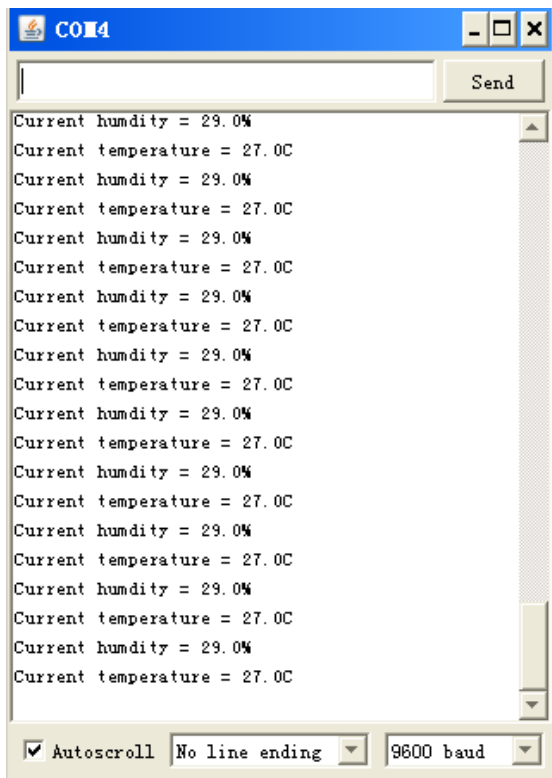 COM4
Send
Current humdity = 29.0%
Current temperature = 27.0C
Current humdity = 29.0%
Current temperature = 27.0C
Current humdity = 29.0%
Current temperature = 27.0C
Current humdity = 29.0%
Current temperature = 27.0C
Current humdity = 29.0%
Current temperature = 27.0C
Current humdity = 29.0%
Current temperature = 27.0C
Current humdity = 29.0%
Current temperature = 27.0C
Current humdity = 29.0%
Current temperature = 27.0C
Current humdity = 29.0%
Current temperature = 27.0C
Current humdity = 29.0%
Current temperature = 27.0C
Autoscroll No line ending 9600 baud